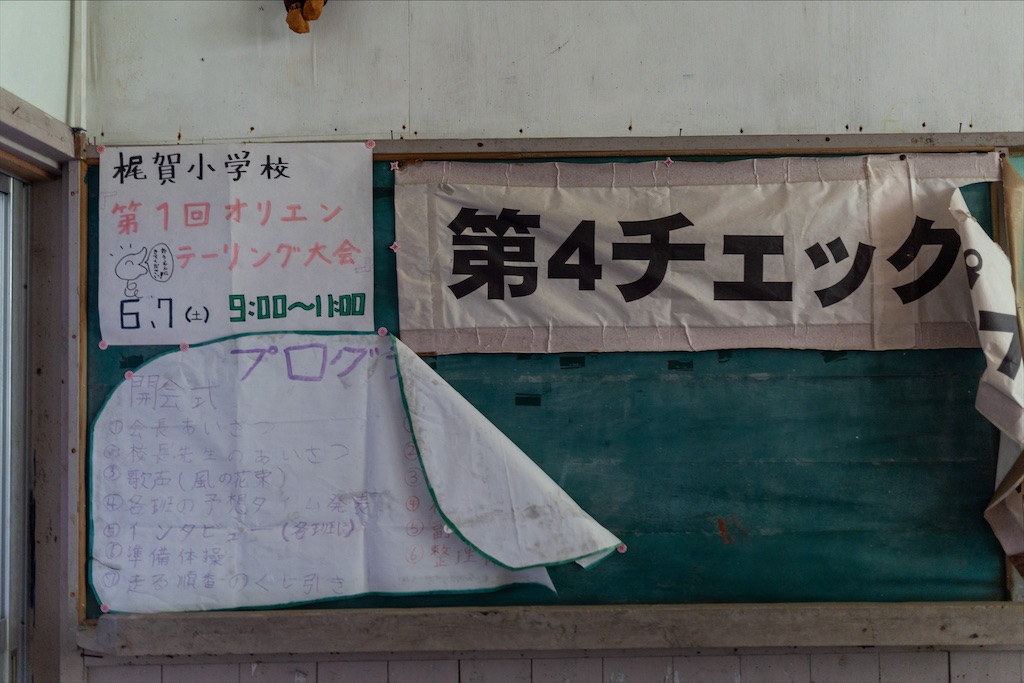 梶賀小学校
『第1回オリエン
テーリング大会』
6.7(土) 9:00〜11:00
第4チェック
プログ
開会式
①会長あいさつ
②校長先生のあいさつ
③歌声(風の花束)
④各班の予想タイム発表
⑤インタビュー(各班1人)
⑥準備体操
⑦走る順番のくじ引き